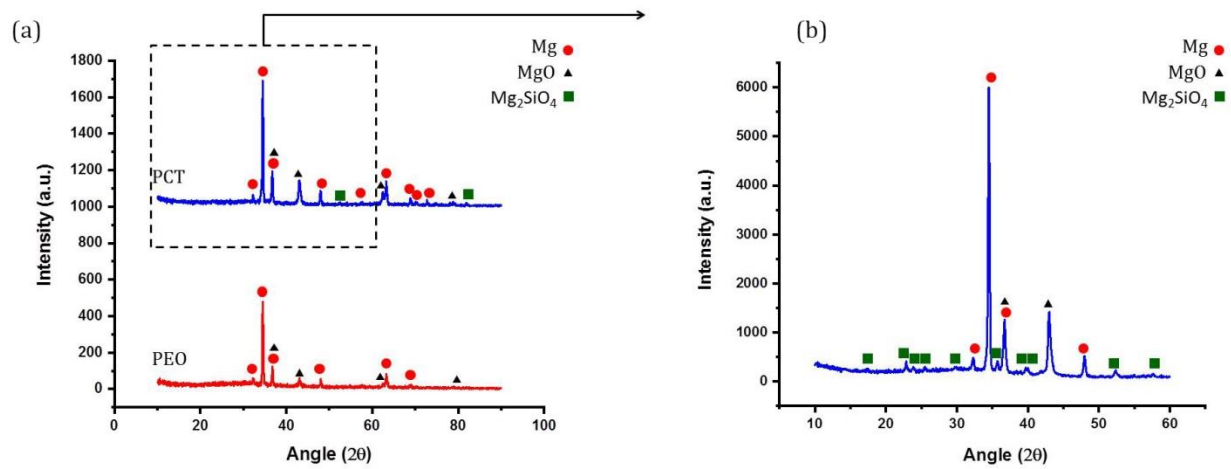 (a)
Mg
MgO
Mg₂SiO₄
1800
1600
1400
1200
1000
800
600
400
200
0
Intensity (a.u.)
PCT
PEO
0 20 40 60 80 100
Angle (2θ)
(b)
Mg
MgO
Mg₂SiO₄
6000
5000
4000
3000
2000
1000
0
Intensity (a.u.)
10 20 30 40 50 60
Angle (2θ)